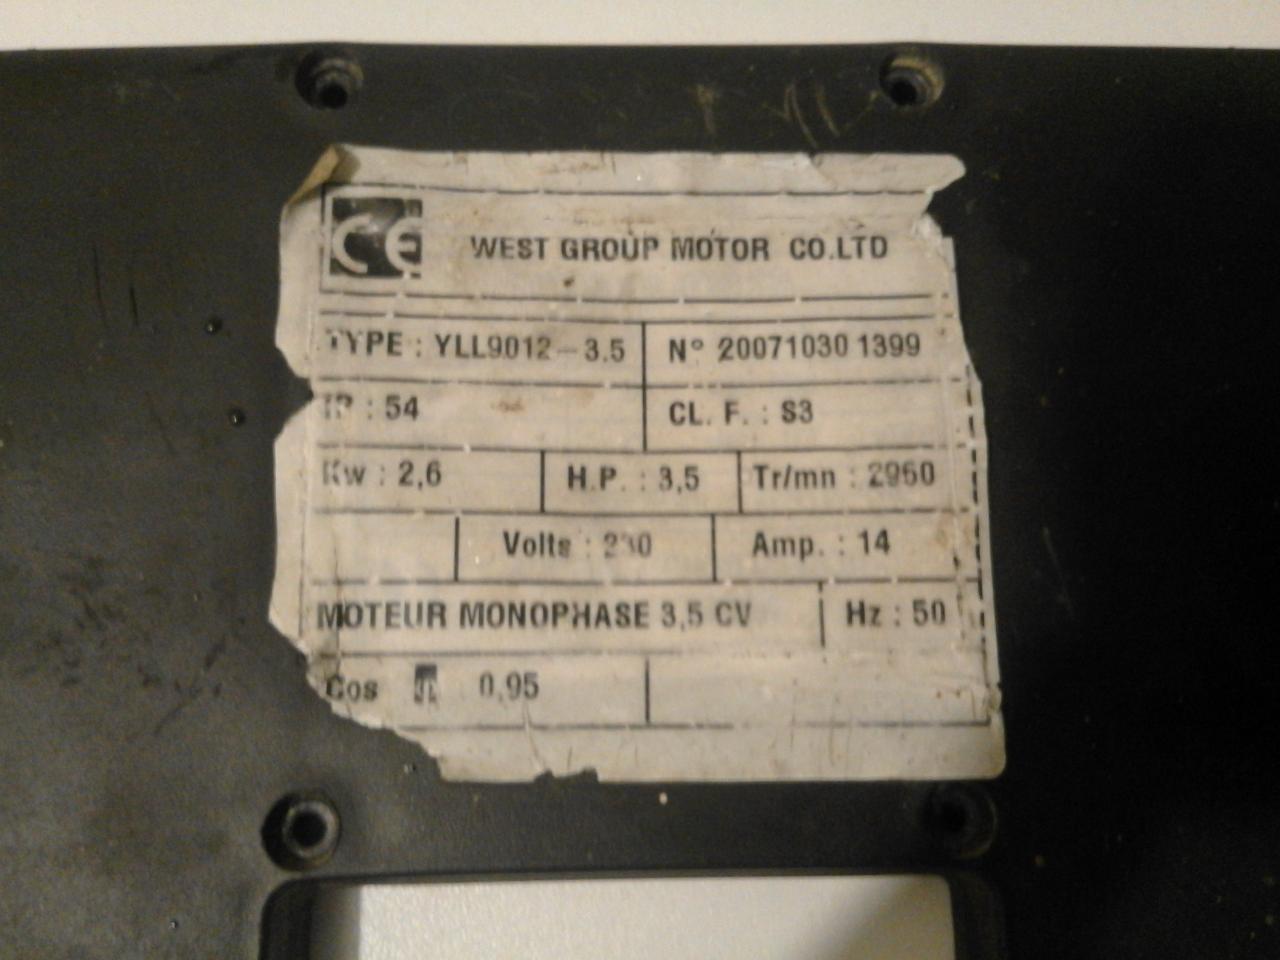 CE WEST GROUP MOTOR CO.LTD
TYPE : YLL9012-3.5 N° 20071030 1399
IP : 54 CL. F. : S3
Kw : 2,6 H.P. : 3,5 Tr/mn : 2960
Volts : 230 Amp. : 14
MOTEUR MONOPHASE 3,5 CV Hz : 50
Cos 0,95